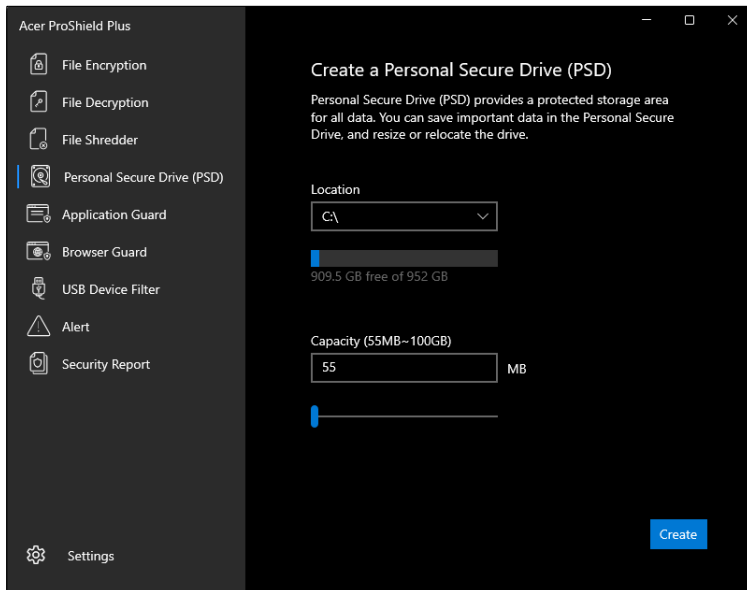 Acer ProShield Plus
File Encryption
File Decryption
File Shredder
Personal Secure Drive (PSD)
Application Guard
Browser Guard
USB Device Filter
Alert
Security Report
Settings
Create a Personal Secure Drive (PSD)
Personal Secure Drive (PSD) provides a protected storage area
for all data. You can save important data in the Personal Secure
Drive, and resize or relocate the drive.
Location
C:\
909.5 GB free of 952 GB
Capacity (55MB~100GB)
55
MB
Create